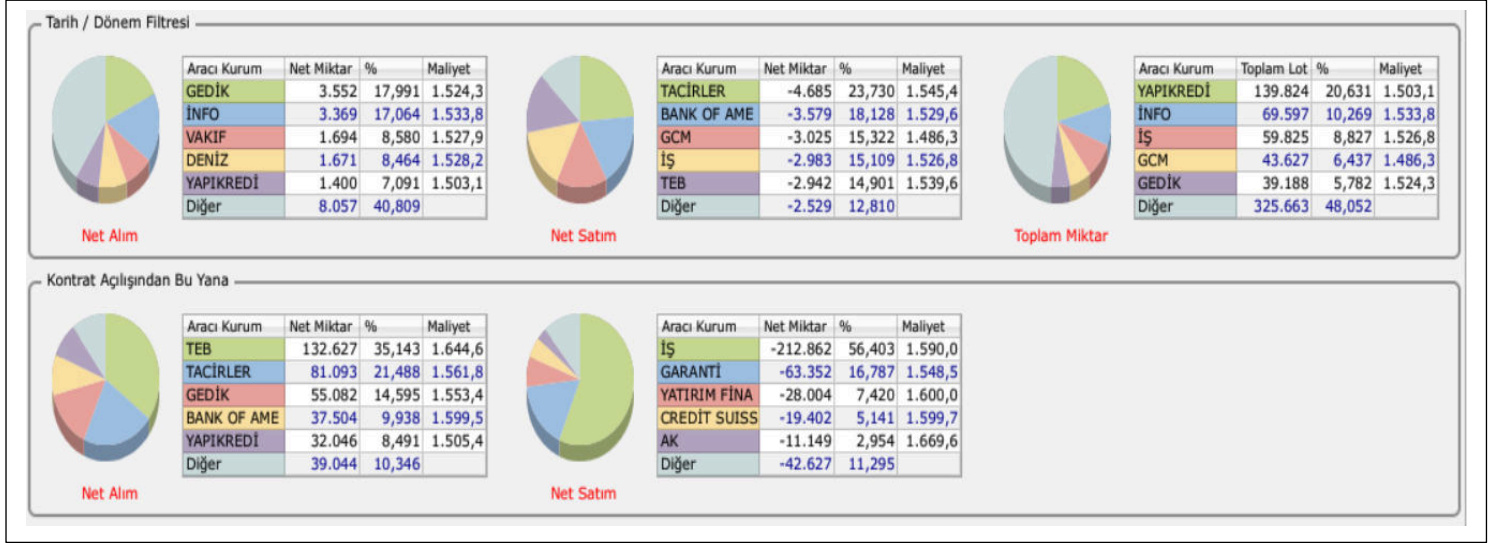 Tarih / Dönem Filtresi
Aracı Kurum Net Miktar % Maliyet
GEDİK 3.552 17,991 1.524,3
İNFO 3.369 17,064 1.533,8
VAKIF 1.694 8,580 1.527,9
DENİZ 1.671 8,464 1.528,2
YAPIKREDİ 1.400 7,091 1.503,1
Diğer 8.057 40,809
Net Alım
Aracı Kurum Net Miktar % Maliyet
TACİRLER -4.685 23,730 1.545,4
BANK OF AME -3.579 18,128 1.529,6
GCM -3.025 15,322 1.486,3
İŞ -2.983 15,109 1.526,8
TEB -2.942 14,901 1.539,6
Diğer -2.529 12,810
Net Satım
Aracı Kurum Toplam Lot % Maliyet
YAPIKREDİ 139.824 20,631 1.503,1
İNFO 69.597 10,269 1.533,8
İŞ 59.825 8,827 1.526,8
GCM 43.627 6,437 1.486,3
GEDİK 39.188 5,782 1.524,3
Diğer 325.663 48,052
Toplam Miktar
Kontrat Açılışından Bu Yana
Aracı Kurum Net Miktar % Maliyet
TEB 132.627 35,143 1.644,6
TACİRLER 81.093 21,488 1.561,8
GEDİK 55.082 14,595 1.553,4
BANK OF AME 37.504 9,938 1.599,5
YAPIKREDİ 32.046 8,491 1.505,4
Diğer 39.044 10,346
Net Alım
Aracı Kurum Net Miktar % Maliyet
İŞ -212.862 56,403 1.590,0
GARANTİ -63.352 16,787 1.548,5
YATIRIM FİNA -28.004 7,420 1.600,0
CREDİT SUISS -19.402 5,141 1.599,7
AK -11.149 2,954 1.669,6
Diğer -42.627 11,295
Net Satım